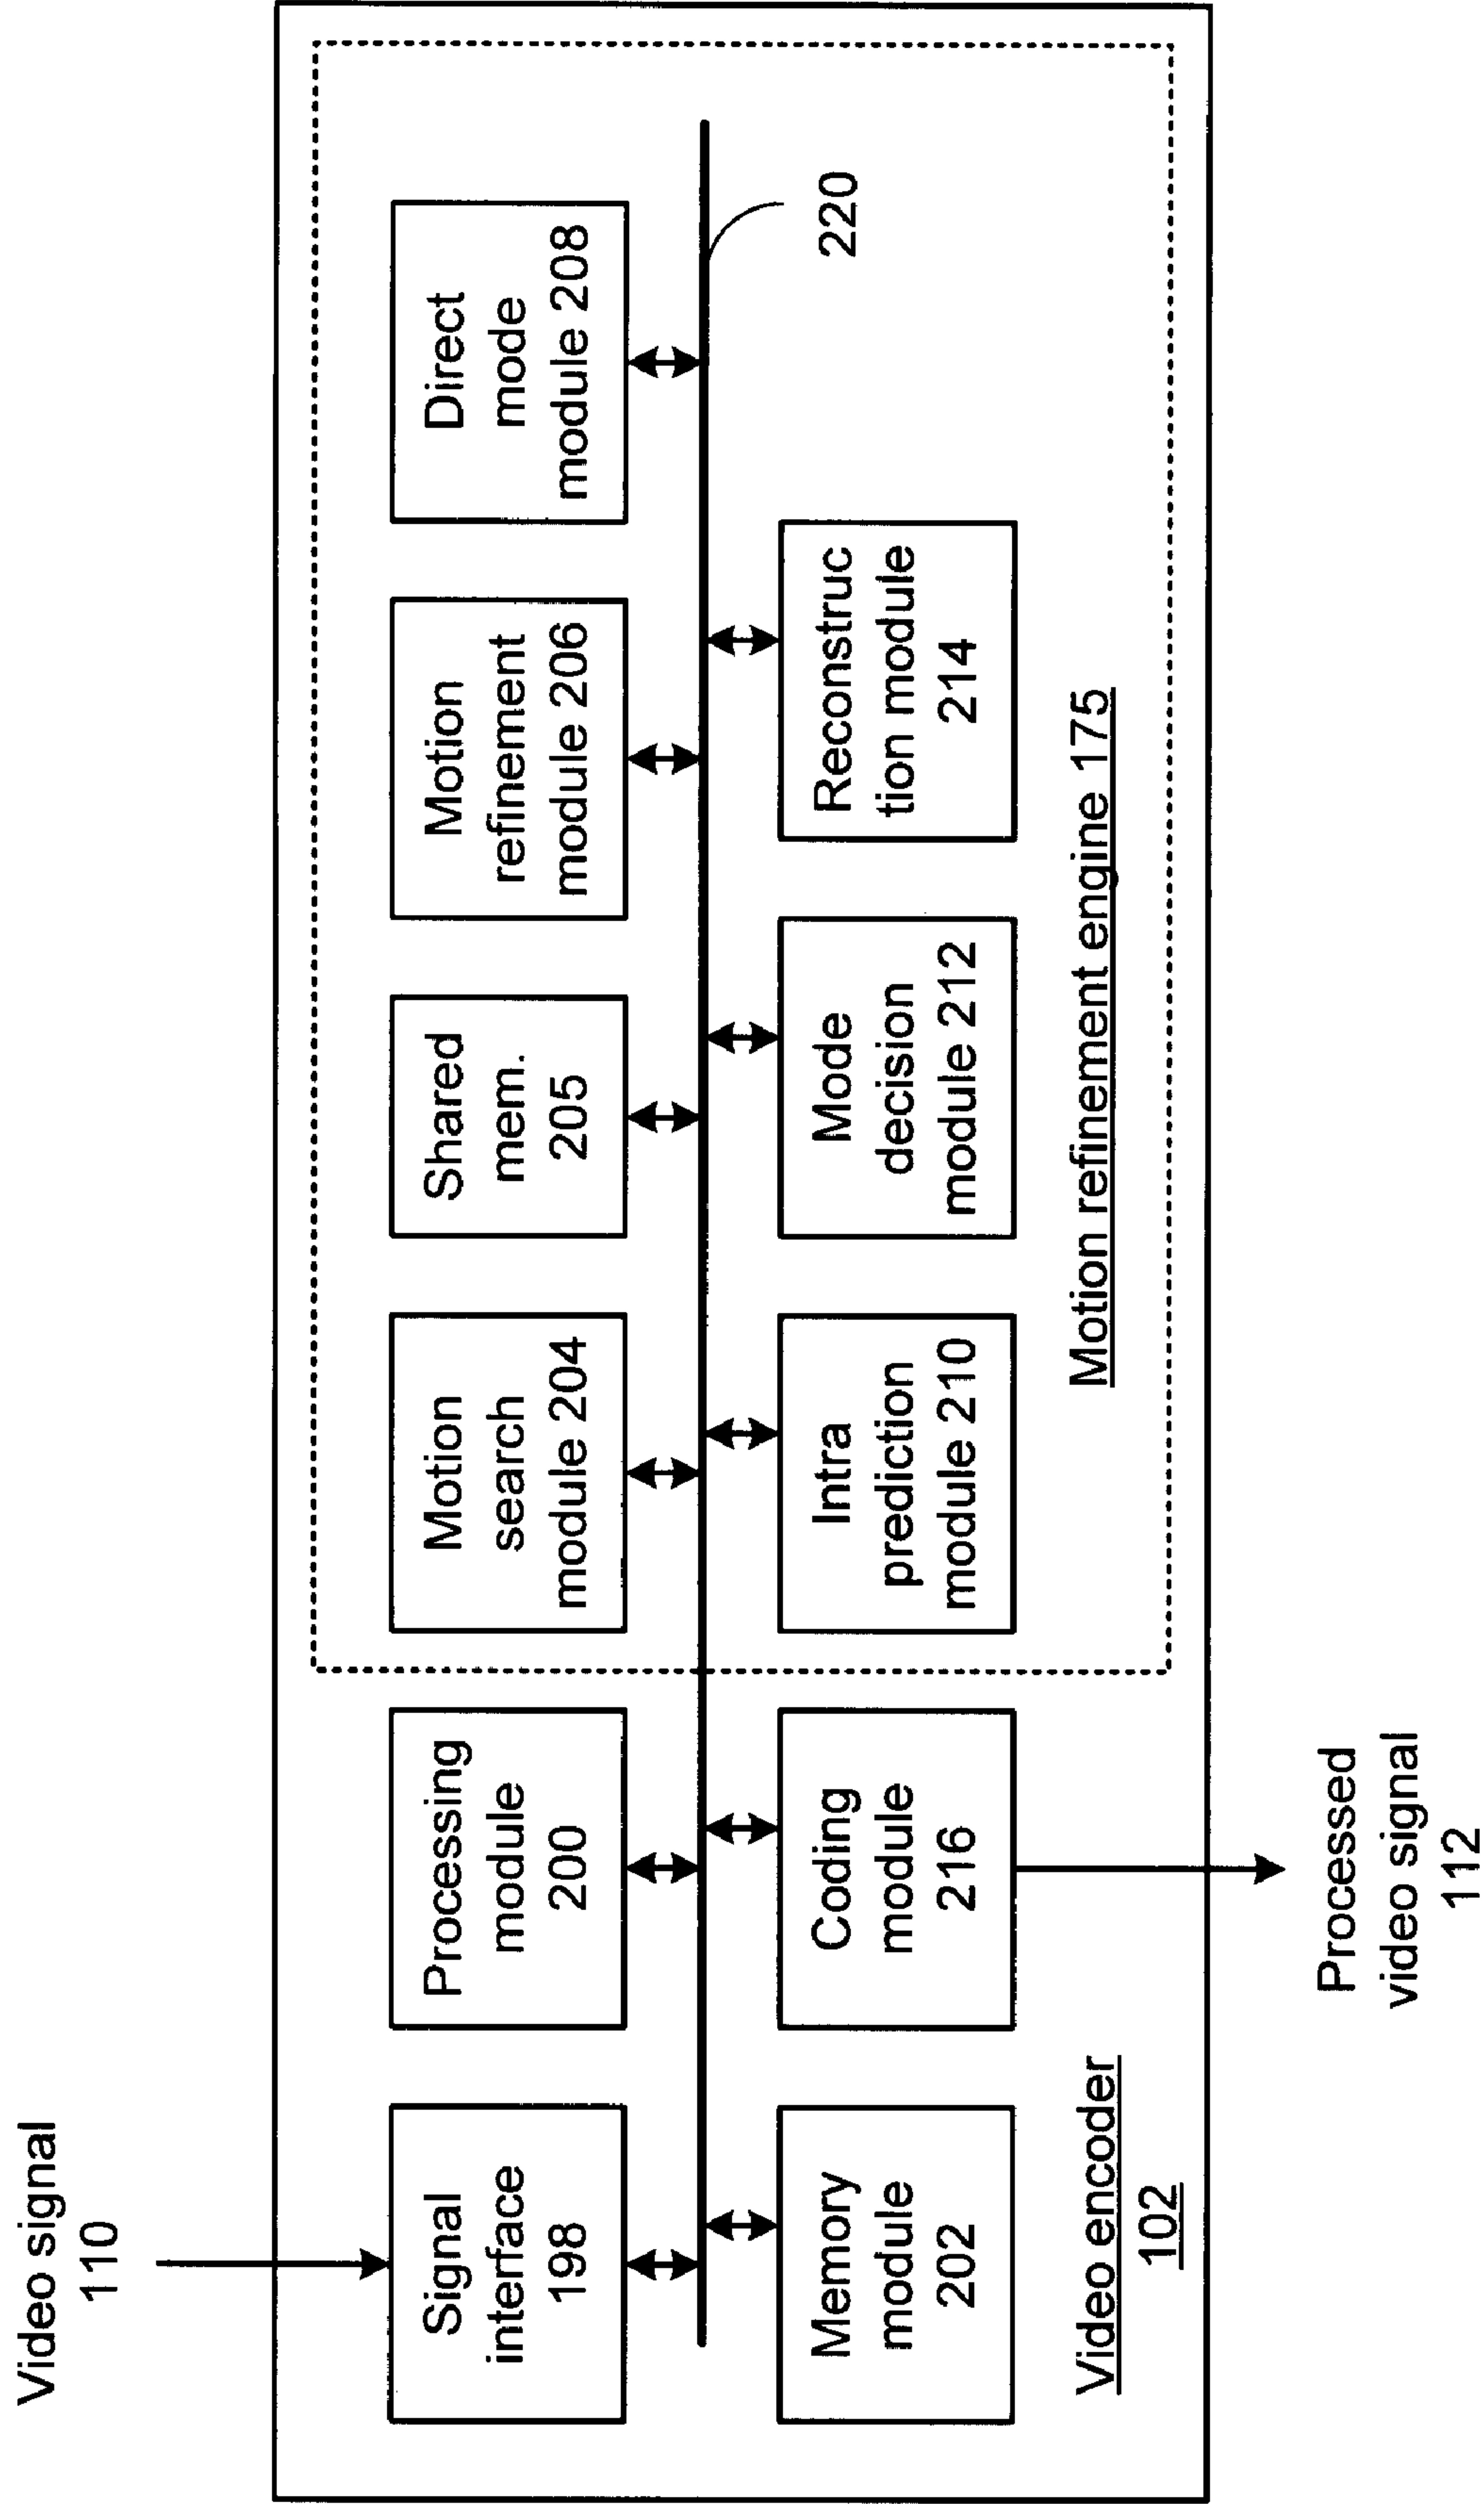 Video signal
110
Signal
interface
198
Processing
module
200
Motion
search
module 204
Shared
mem.
205
Motion
refinement
module 206
Direct
mode
module 208
220
Memory
module
202
Coding
module
216
Intra
prediction
module 210
Mode
decision
module 212
Reconstruc
tion module
214
Motion refinement engine 175
Video encoder
102
Processed
video signal
112